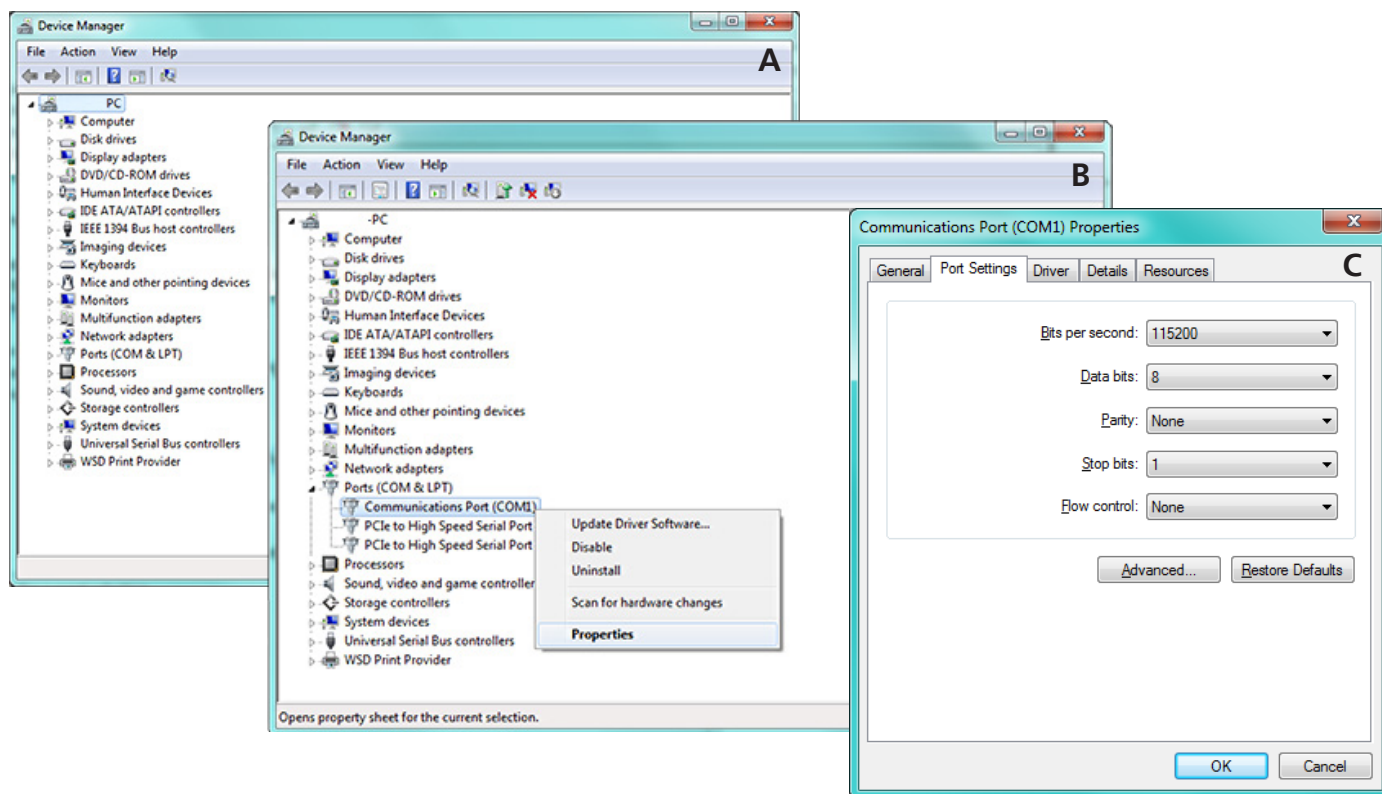 Device Manager
File Action View Help
A
PC
Computer
Disk drives
Display adapters
DVD/CD-ROM drives
Human Interface Devices
IDE ATA/ATAPI controllers
IEEE 1394 Bus host controllers
Imaging devices
Keyboards
Mice and other pointing devices
Monitors
Multifunction adapters
Network adapters
Ports (COM & LPT)
Processors
Sound, video and game controllers
Storage controllers
System devices
Universal Serial Bus controllers
WSD Print Provider
Device Manager
File Action View Help
B
-PC
Computer
Disk drives
Display adapters
DVD/CD-ROM drives
Human Interface Devices
IDE ATA/ATAPI controllers
IEEE 1394 Bus host controllers
Imaging devices
Keyboards
Mice and other pointing devices
Monitors
Multifunction adapters
Network adapters
Ports (COM & LPT)
Communications Port (COM1)
PCIe to High Speed Serial Port
PCIe to High Speed Serial Port
Processors
Sound, video and game controller
Storage controllers
System devices
Universal Serial Bus controllers
WSD Print Provider
Update Driver Software...
Disable
Uninstall
Scan for hardware changes
Properties
Opens property sheet for the current selection.
Communications Port (COM1) Properties
C
General Port Settings Driver Details Resources
Bits per second: 115200
Data bits: 8
Parity: None
Stop bits: 1
Flow control: None
Advanced... Restore Defaults
OK Cancel